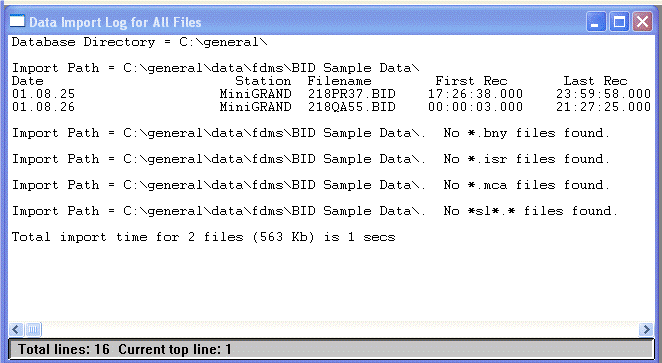 Data Import Log for All Files
Database Directory = C:\general\
Import Path = C:\general\data\fdms\BID Sample Data\
Date Station Filename First Rec Last Rec
01.08.25 MiniGRAND 218PR37.BID 17:26:38.000 23:59:58.000
01.08.26 MiniGRAND 218QA55.BID 00:00:03.000 21:27:25.000
Import Path = C:\general\data\fdms\BID Sample Data\. No *.bny files found.
Import Path = C:\general\data\fdms\BID Sample Data\. No *.isr files found.
Import Path = C:\general\data\fdms\BID Sample Data\. No *.mca files found.
Import Path = C:\general\data\fdms\BID Sample Data\. No *sl*.* files found.
Total import time for 2 files (563 Kb) is 1 secs
Total lines: 16 Current top line: 1